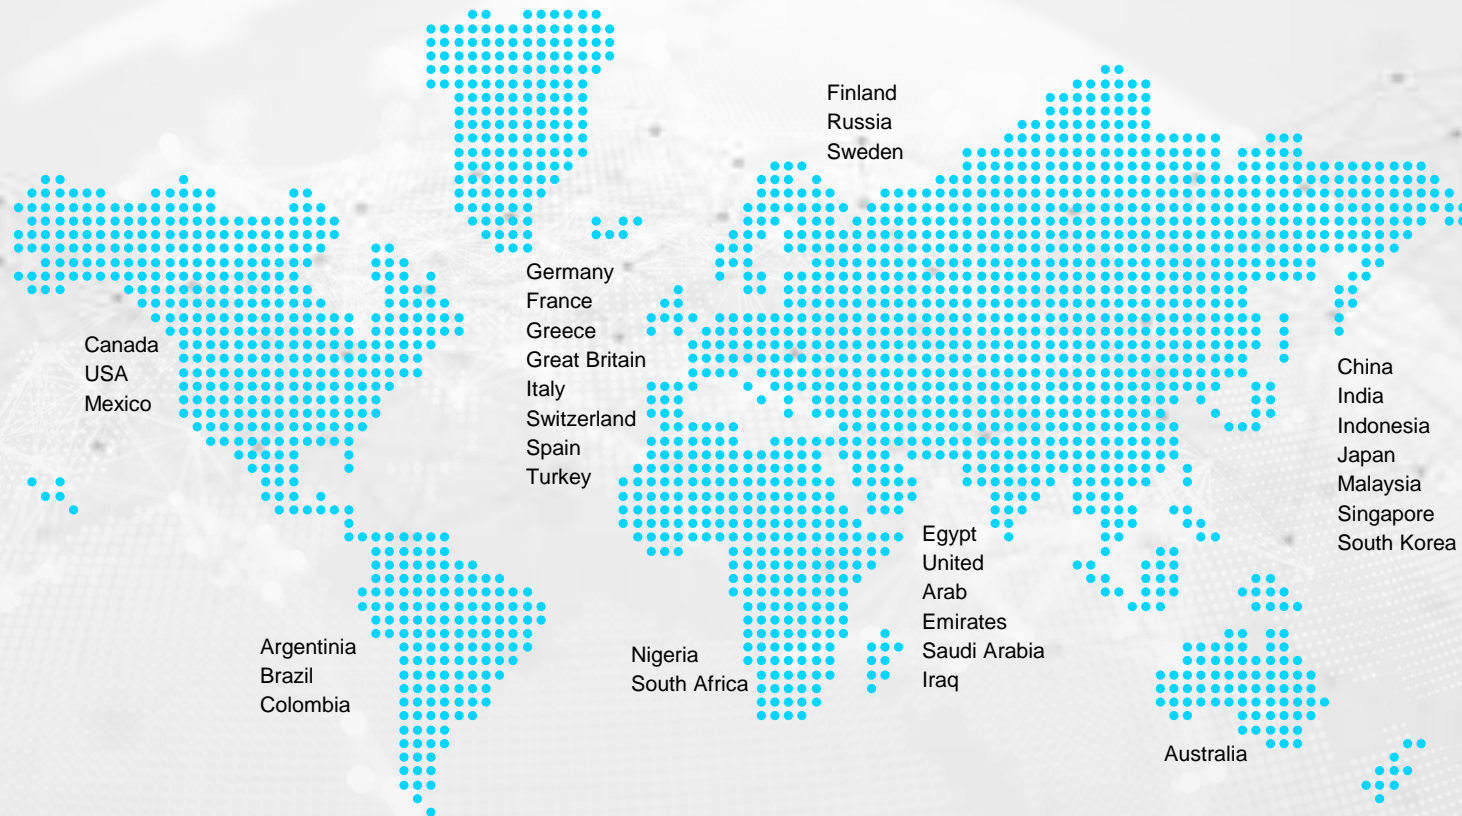 Finland
Russia
Sweden
Germany
France
Greece
Great Britain
Italy
Switzerland
Spain
Turkey
Canada
USA
Mexico
China
India
Indonesia
Japan
Malaysia
Singapore
South Korea
Egypt
United
Arab
Emirates
Saudi Arabia
Iraq
Argentinia
Brazil
Colombia
Nigeria
South Africa
Australia